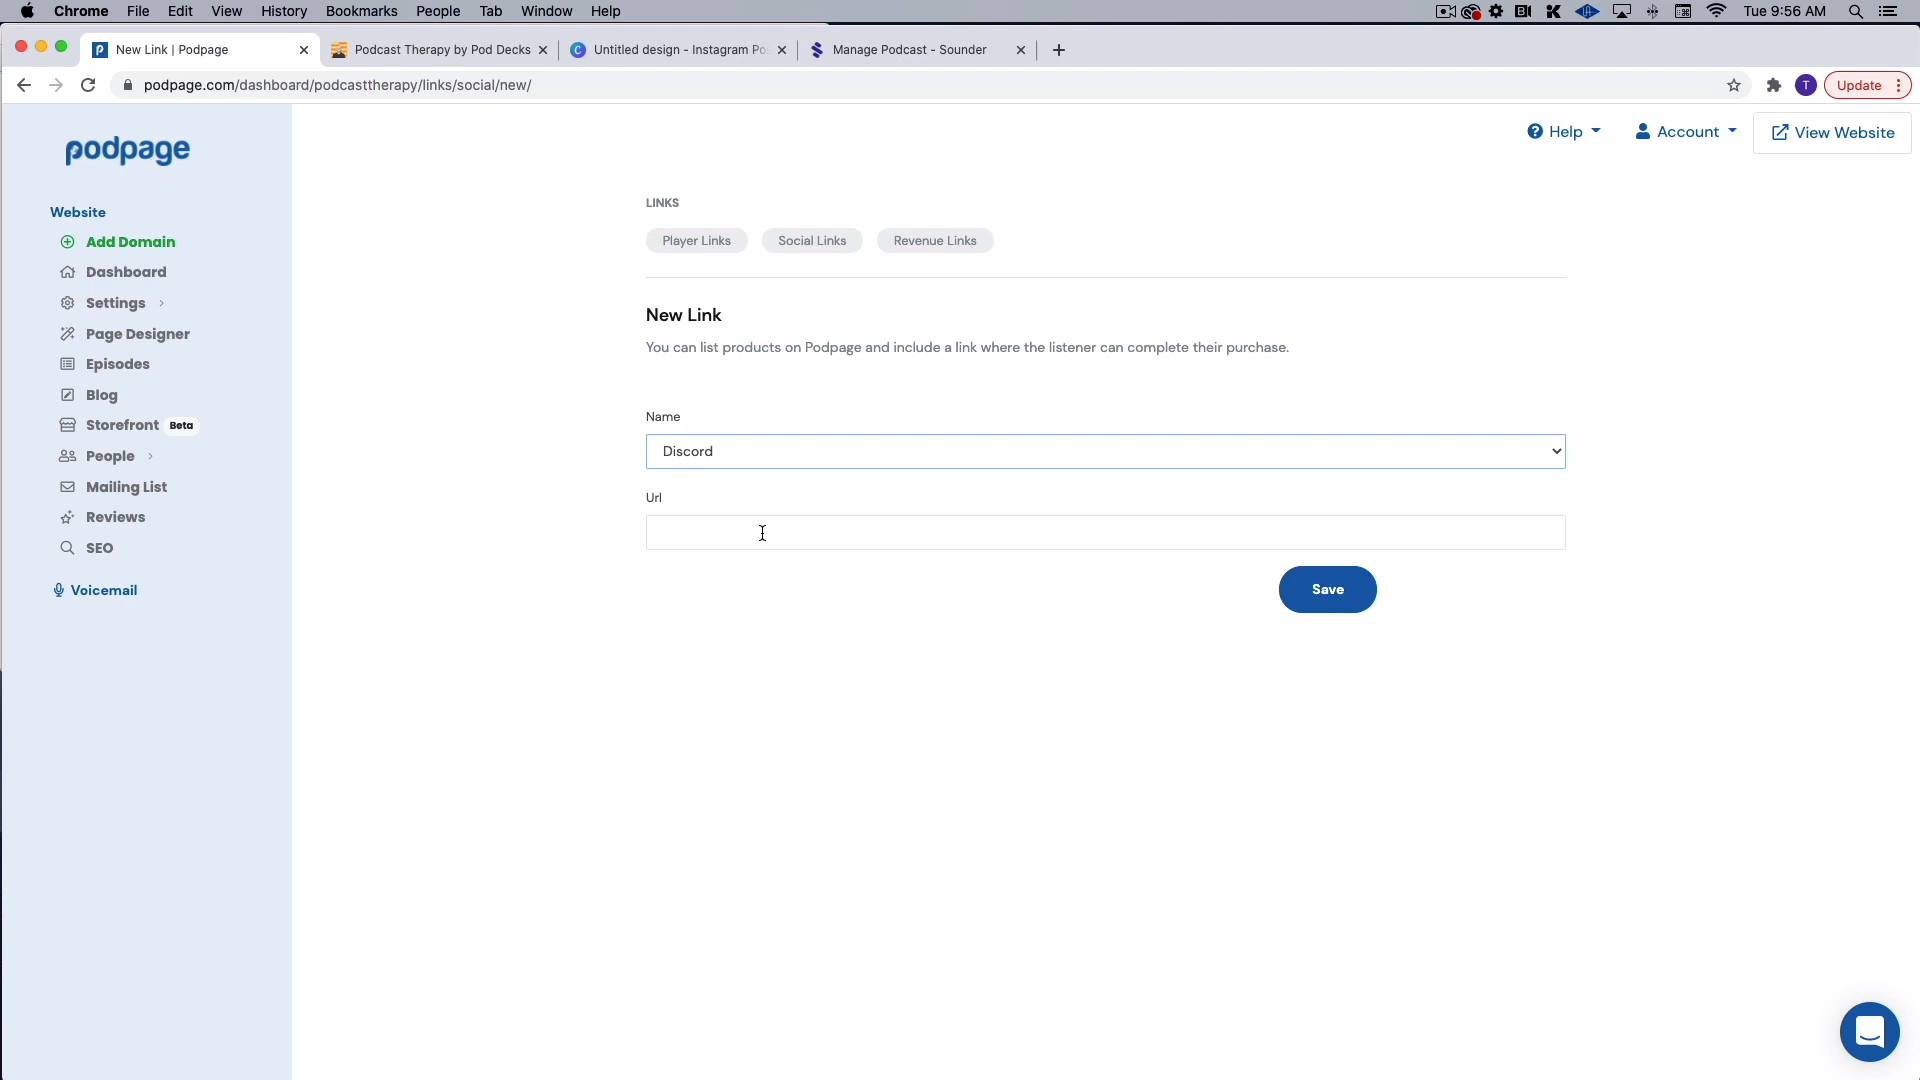 Chrome File Edit View History Bookmarks People Tab Window Help
Tue 9:56 AM
New Link | Podpage
Podcast Therapy by Pod Decks
Untitled design - Instagram Po
Manage Podcast - Sounder
podpage.com/dashboard/podcasttherapy/links/social/new/
T
Update
podpage
Help
Account
View Website
Website
Add Domain
Dashboard
Settings
Page Designer
Episodes
Blog
Storefront Beta
People
Mailing List
Reviews
SEO
Voicemail
LINKS
Player Links
Social Links
Revenue Links
New Link
You can list products on Podpage and include a link where the listener can complete their purchase.
Name
Discord
Url
Save